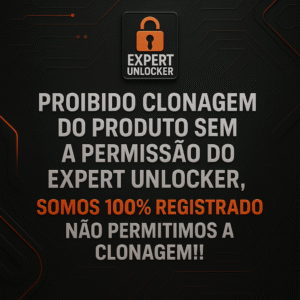 EXPERT
UNLOCKER
PROIBIDO CLONAGEM
DO PRODUTO SEM
A PERMISSÃO DO
EXPERT UNLOCKER,
SOMOS 100% REGISTRADO
NÃO PERMITIMOS A
CLONAGEM!!